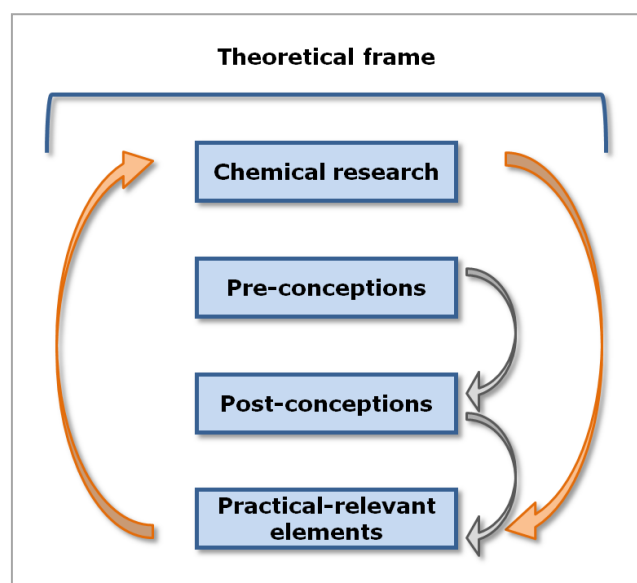 Theoretical frame
Chemical research
Pre-conceptions
Post-conceptions
Practical-relevant
elements